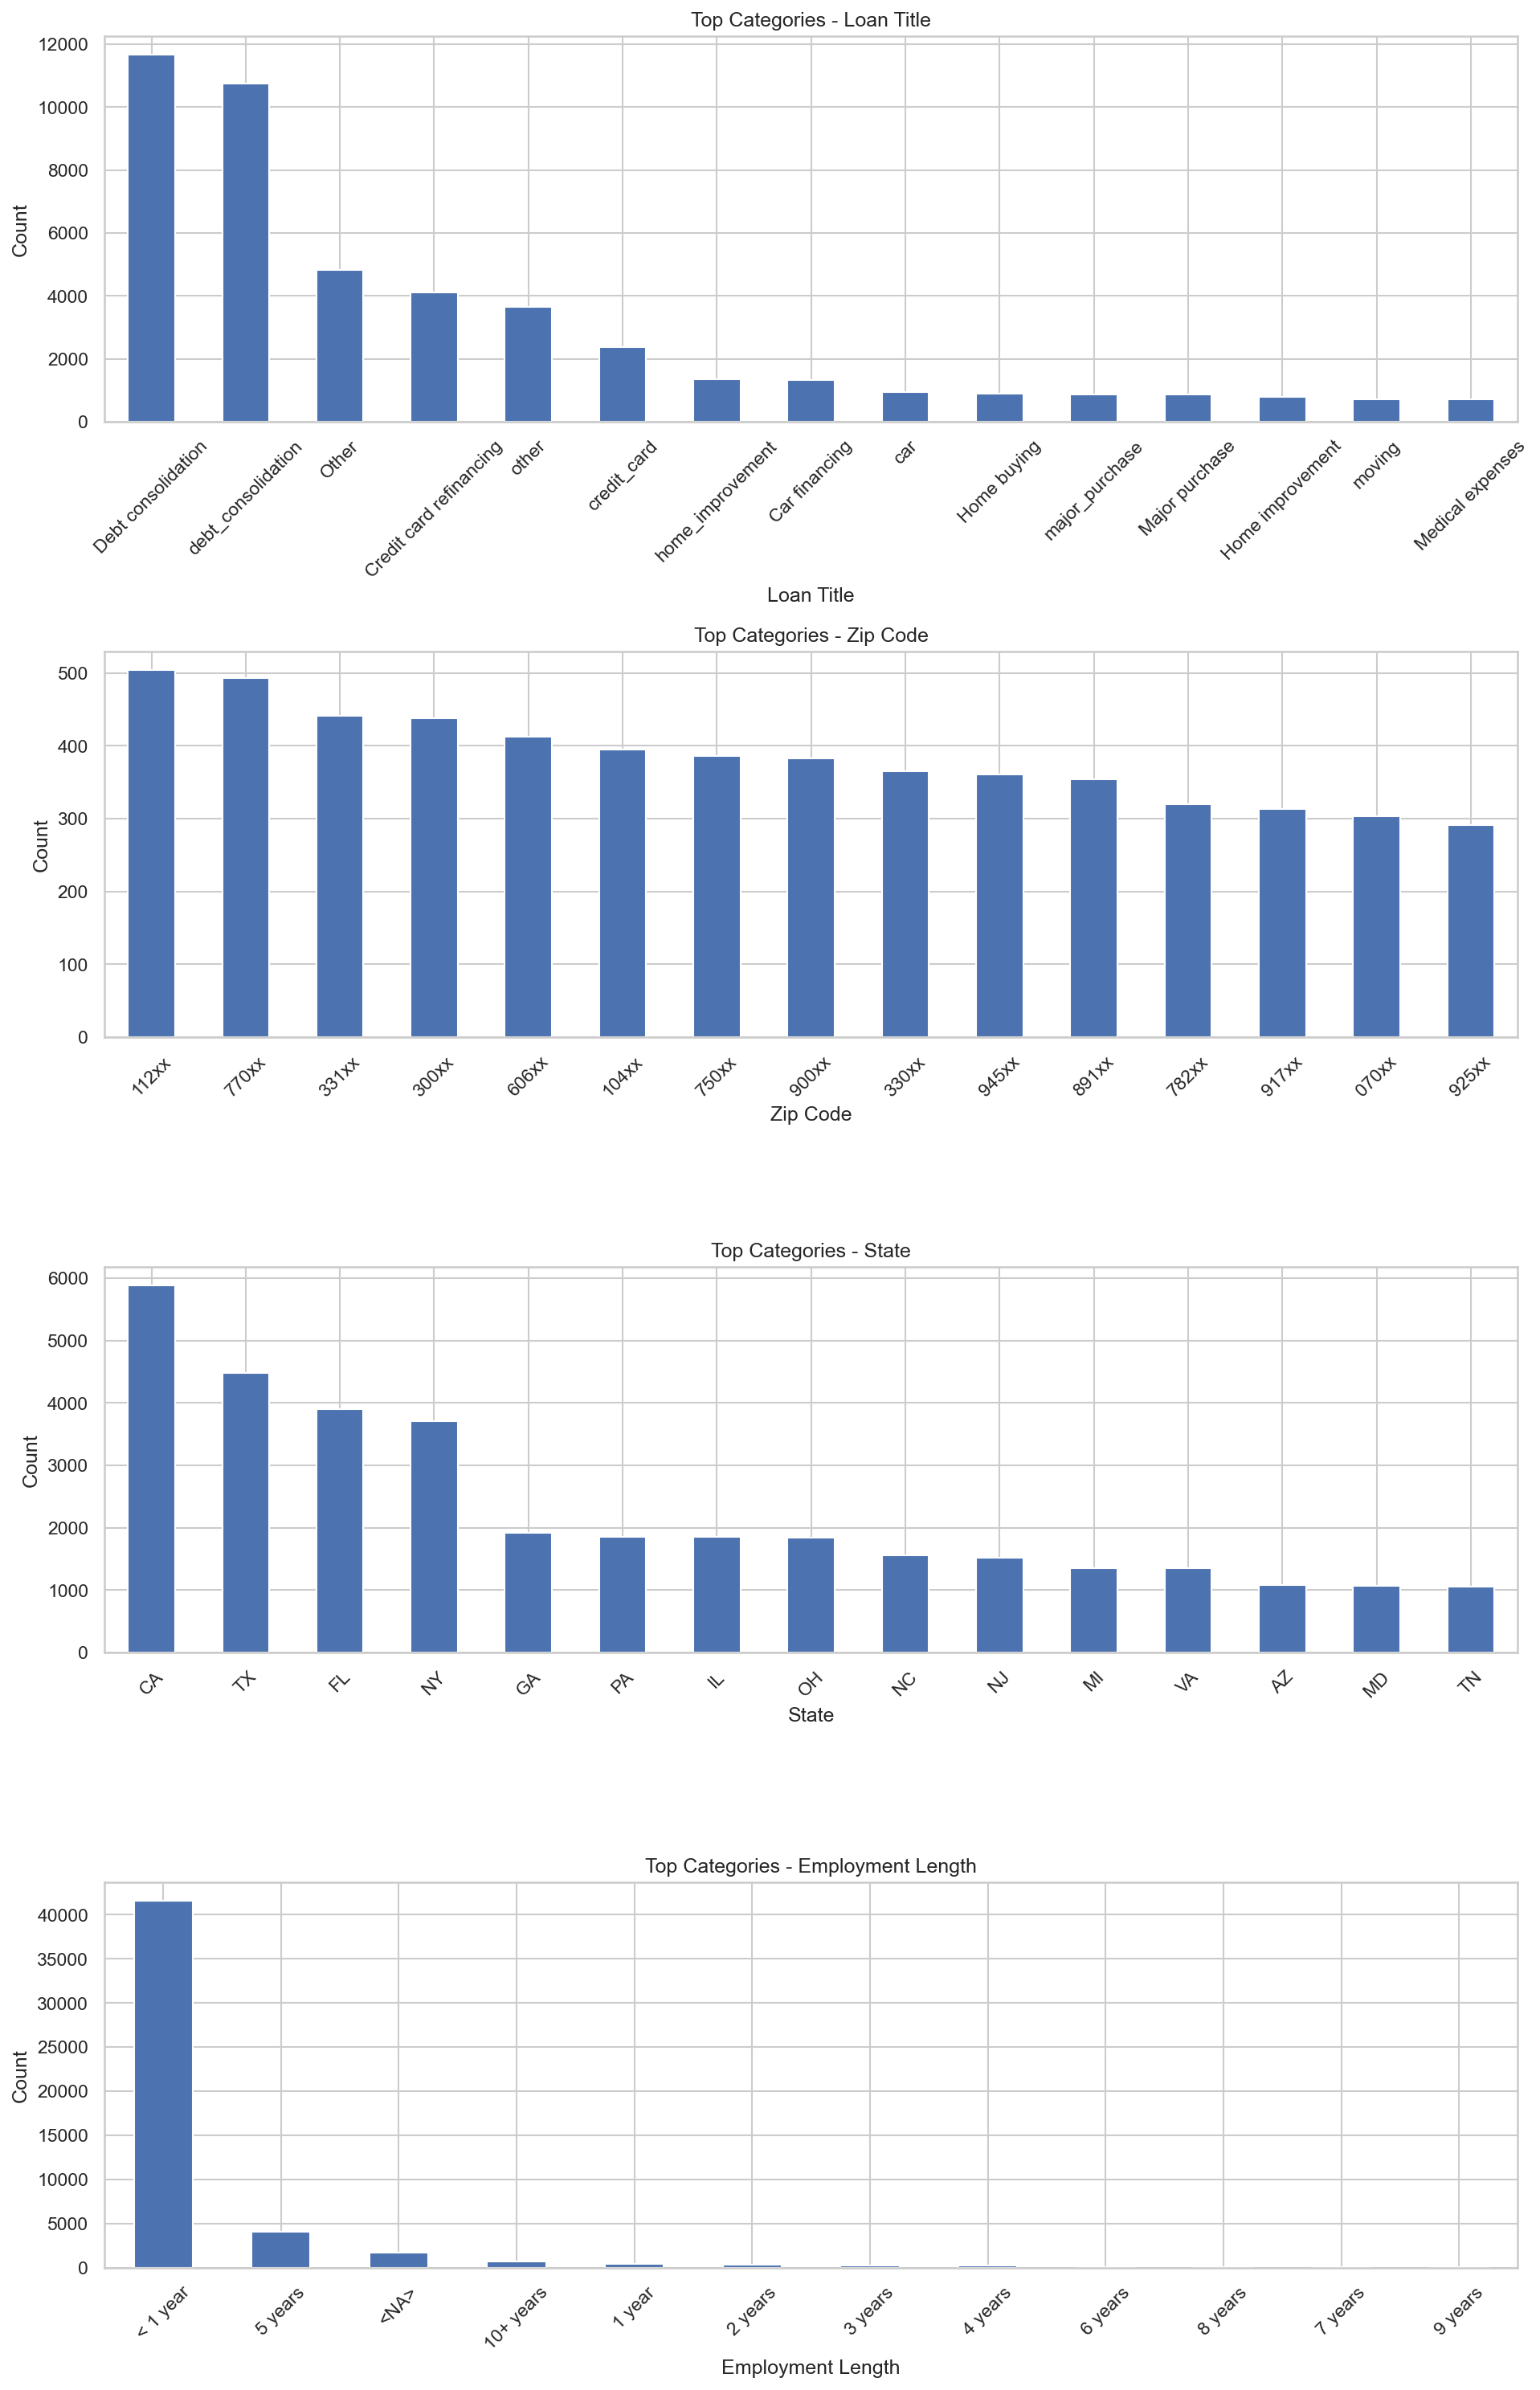 Top Categories - Loan Title
12000
10000
8000
6000
4000
2000
0
Count
Debt consolidation
debt_consolidation
Other
Credit card refinancing
other
credit_card
home_improvement
Car financing
car
Home buying
major_purchase
Major purchase
Home improvement
moving
Medical expenses
Loan Title
Top Categories - Zip Code
500
400
300
200
100
0
Count
112xx
770xx
331xx
300xx
606xx
104xx
750xx
900xx
330xx
945xx
891xx
782xx
917xx
070xx
925xx
Zip Code
Top Categories - State
6000
5000
4000
3000
2000
1000
0
Count
CA
TX
FL
NY
GA
PA
IL
OH
NC
NJ
MI
VA
AZ
MD
TN
State
Top Categories - Employment Length
40000
35000
30000
25000
20000
15000
10000
5000
0
Count
< 1 year
5 years
<NA>
10+ years
1 year
2 years
3 years
4 years
6 years
8 years
7 years
9 years
Employment Length